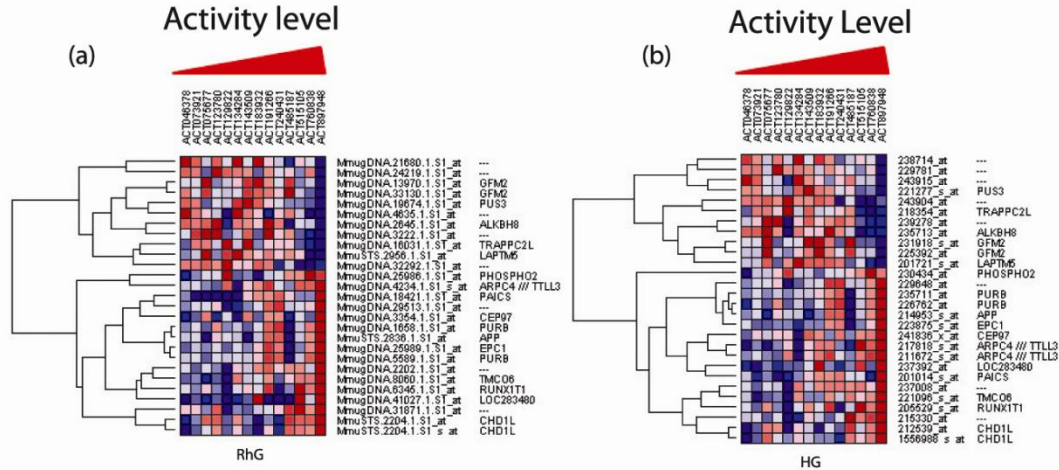 Activity level
(a)
ACT046378
ACT073921
ACT075677
ACT123780
ACT129822
ACT134284
ACT143509
ACT183932
ACT191266
ACT240431
ACT485187
ACT515105
ACT760838
ACT897948
MmugDNA.21680.1.S1_at ---
MmugDNA.24219.1.S1_at ---
MmugDNA.13970.1.S1_at GFM2
MmugDNA.33130.1.S1_at GFM2
MmugDNA.19674.1.S1_at PUS3
MmugDNA.4635.1.S1_at ---
MmugDNA.2645.1.S1_at ALKBH8
MmugDNA.3222.1.S1_at ---
MmugDNA.16031.1.S1_at TRAPPC2L
MmuSTS.2956.1.S1_at LAPTM5
MmugDNA.32292.1.S1_at ---
MmugDNA.25986.1.S1_at PHOSPHO2
MmugDNA.4234.1.S1_s_at ARPC4 /// TTLL3
MmugDNA.18421.1.S1_at PAICS
MmugDNA.29513.1.S1_at ---
MmugDNA.3354.1.S1_at CEP97
MmugDNA.1658.1.S1_at PURB
MmuSTS.2836.1.S1_at APP
MmugDNA.25989.1.S1_at EPC1
MmugDNA.5589.1.S1_at PURB
MmugDNA.2202.1.S1_at ---
MmugDNA.8060.1.S1_at TMCO6
MmugDNA.6345.1.S1_at RUNX1T1
MmugDNA.41027.1.S1_at LOC283480
MmugDNA.31871.1.S1_at ---
MmuSTS.2204.1.S1_at CHD1L
MmuSTS.2204.1.S1_s_at CHD1L
RhG
Activity Level
(b)
ACT046378
ACT073921
ACT075677
ACT123780
ACT129822
ACT134284
ACT143509
ACT183932
ACT191266
ACT240431
ACT485187
ACT515105
ACT760838
ACT897948
238714_at ---
229781_at ---
243915_at ---
221277_s_at PUS3
243904_at ---
218354_at TRAPPC2L
239278_at ---
235713_at ALKBH8
231918_s_at GFM2
225392_at GFM2
201721_s_at LAPTM5
230434_at PHOSPHO2
229648_at ---
235711_at PURB
226762_at PURB
214953_s_at APP
223875_s_at EPC1
241836_x_at CEP97
217818_s_at ARPC4 /// TTLL3
211672_s_at ARPC4 /// TTLL3
237392_at LOC283480
201014_s_at PAICS
237008_at ---
221096_s_at TMCO6
205529_s_at RUNX1T1
215330_at ---
212539_at CHD1L
1556988_s_at CHD1L
HG